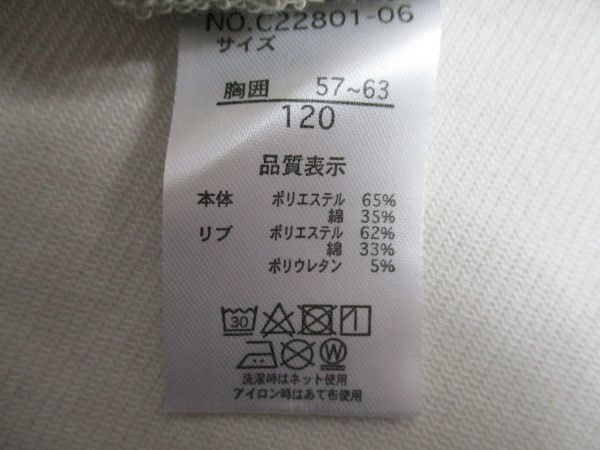 NO.C22801-06
サイズ
胸囲 57~63
120
品質表示
本体 ポリエステル 65%
綿 35%
リブ ポリエステル 62%
綿 33%
ポリウレタン 5%
30
W
洗濯時はネット使用
アイロン時はあて布使用